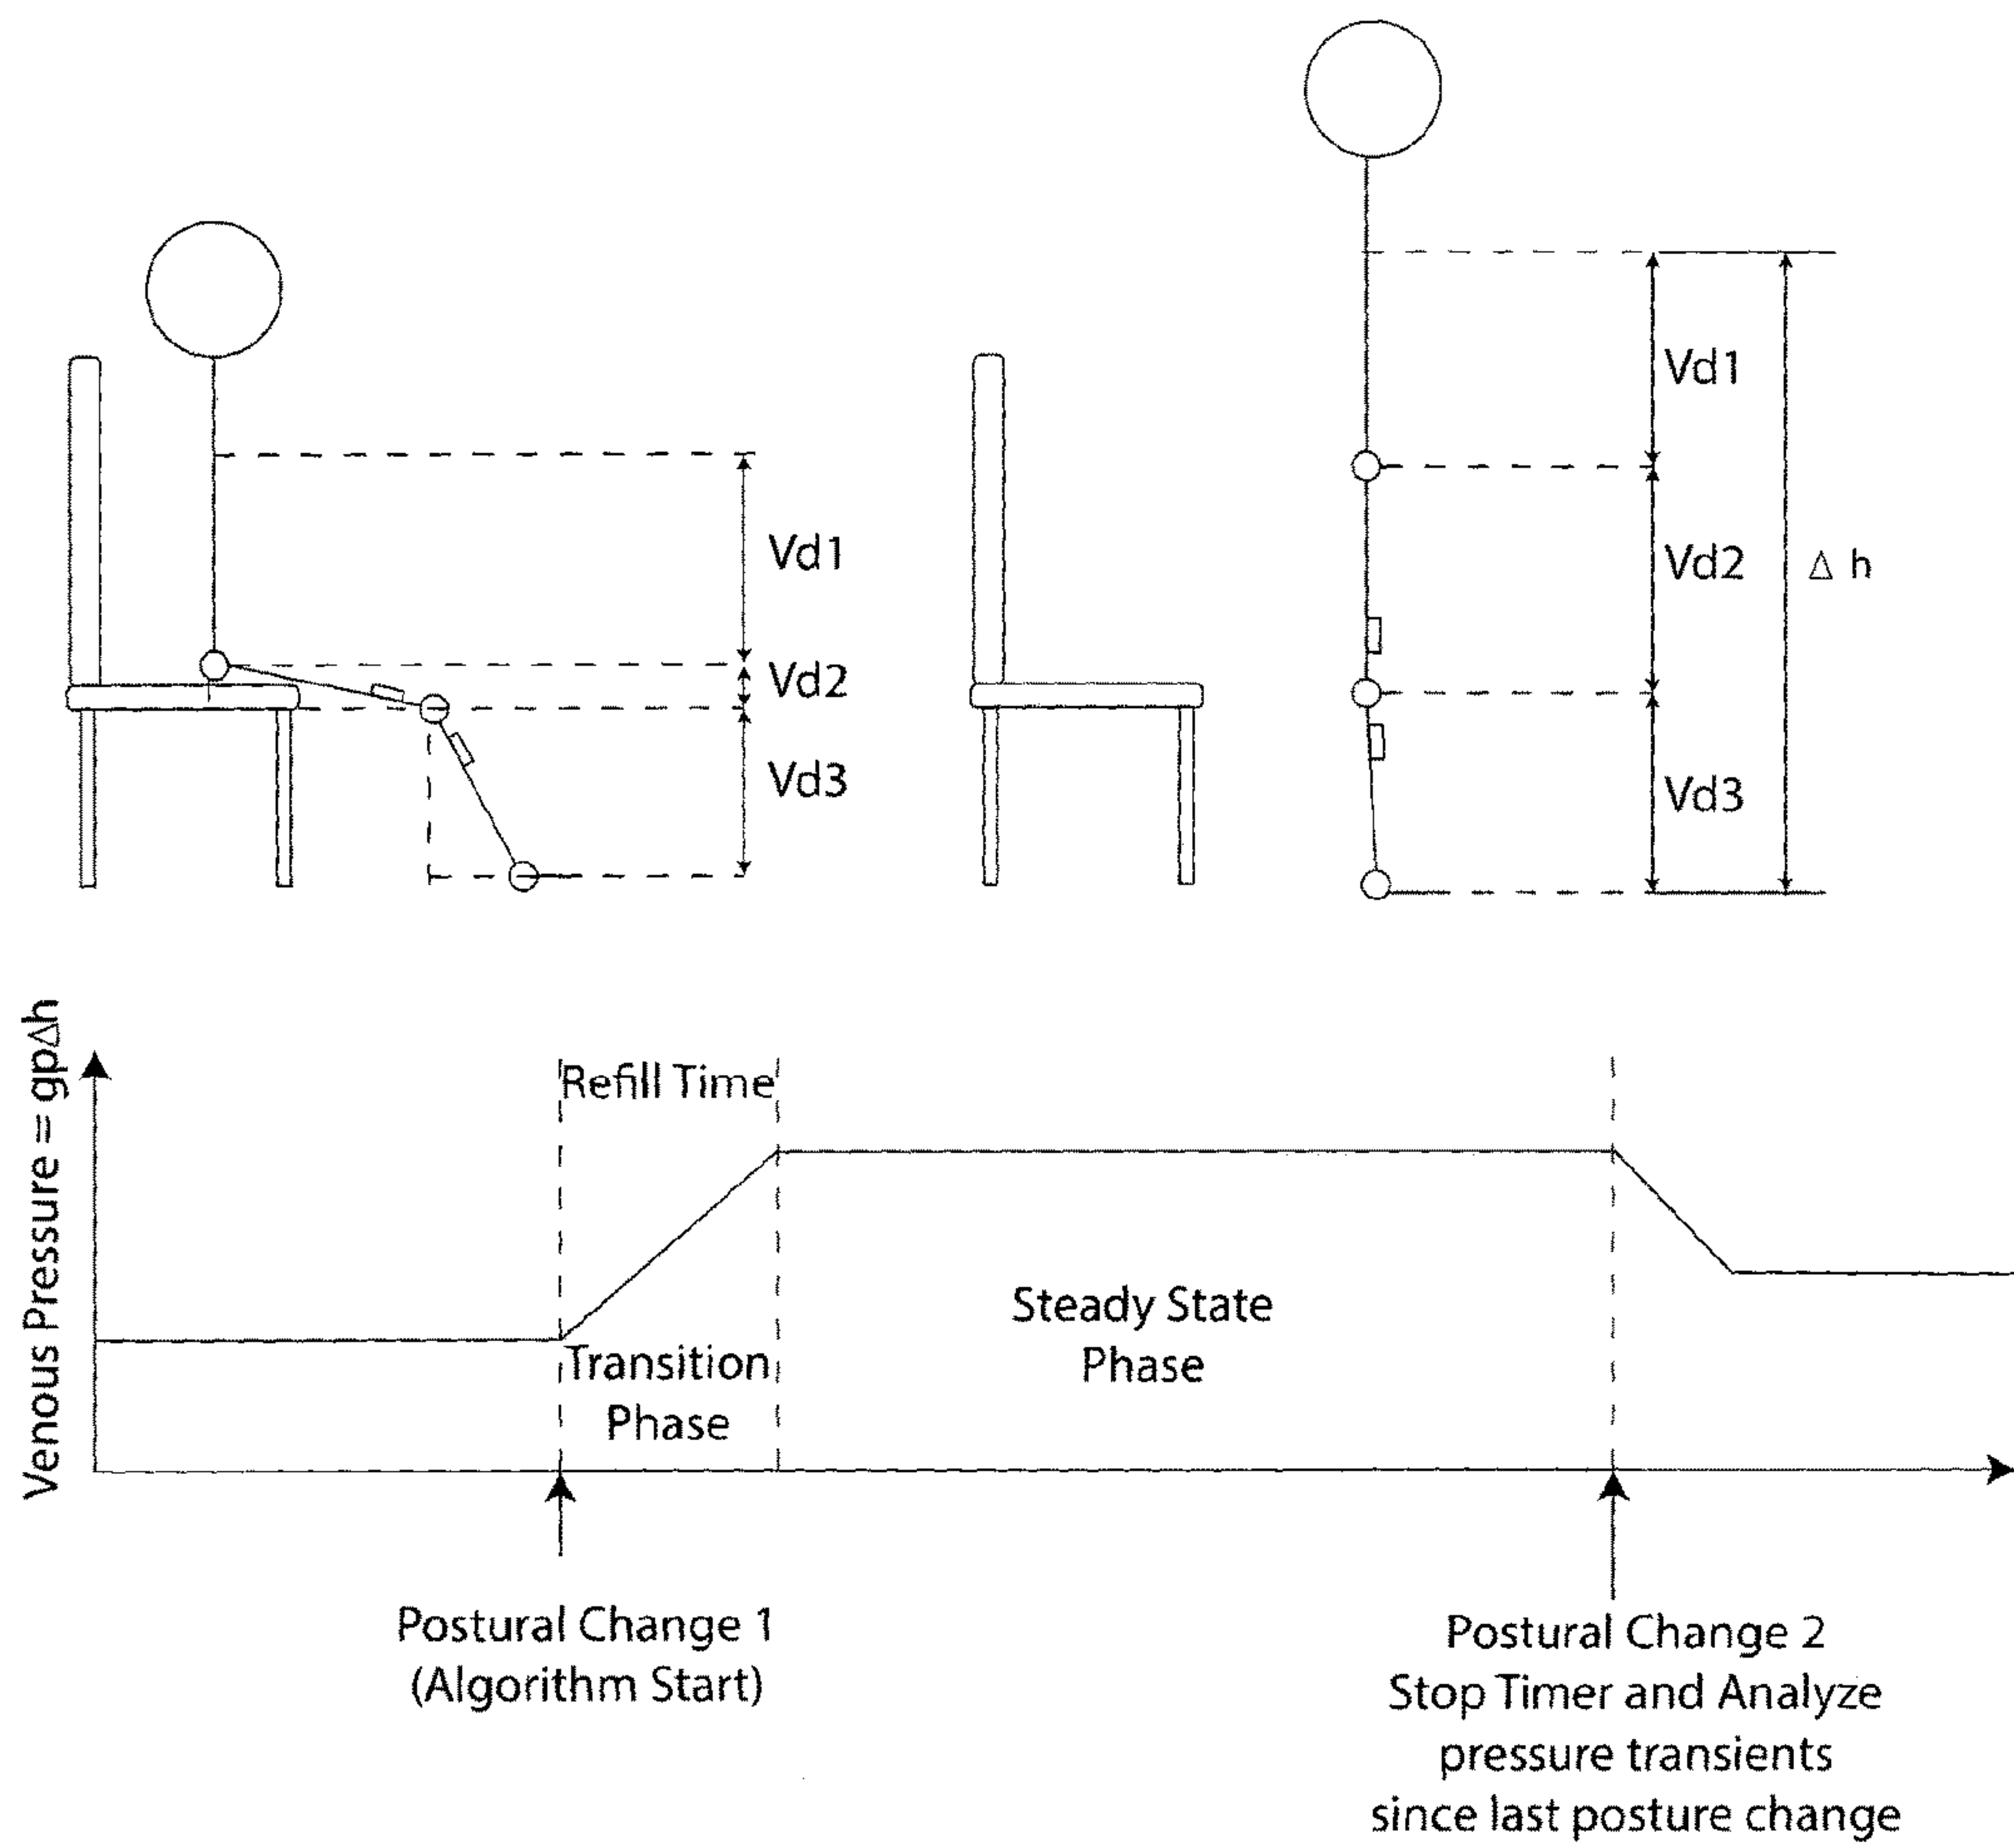 Vd1
Vd2
Vd3
Vd1
Vd2
Vd3
Δ h
Venous Pressure = gpΔh
Refill Time
Transition
Phase
Steady State
Phase
Postural Change 1
(Algorithm Start)
Postural Change 2
Stop Timer and Analyze
pressure transients
since last posture change